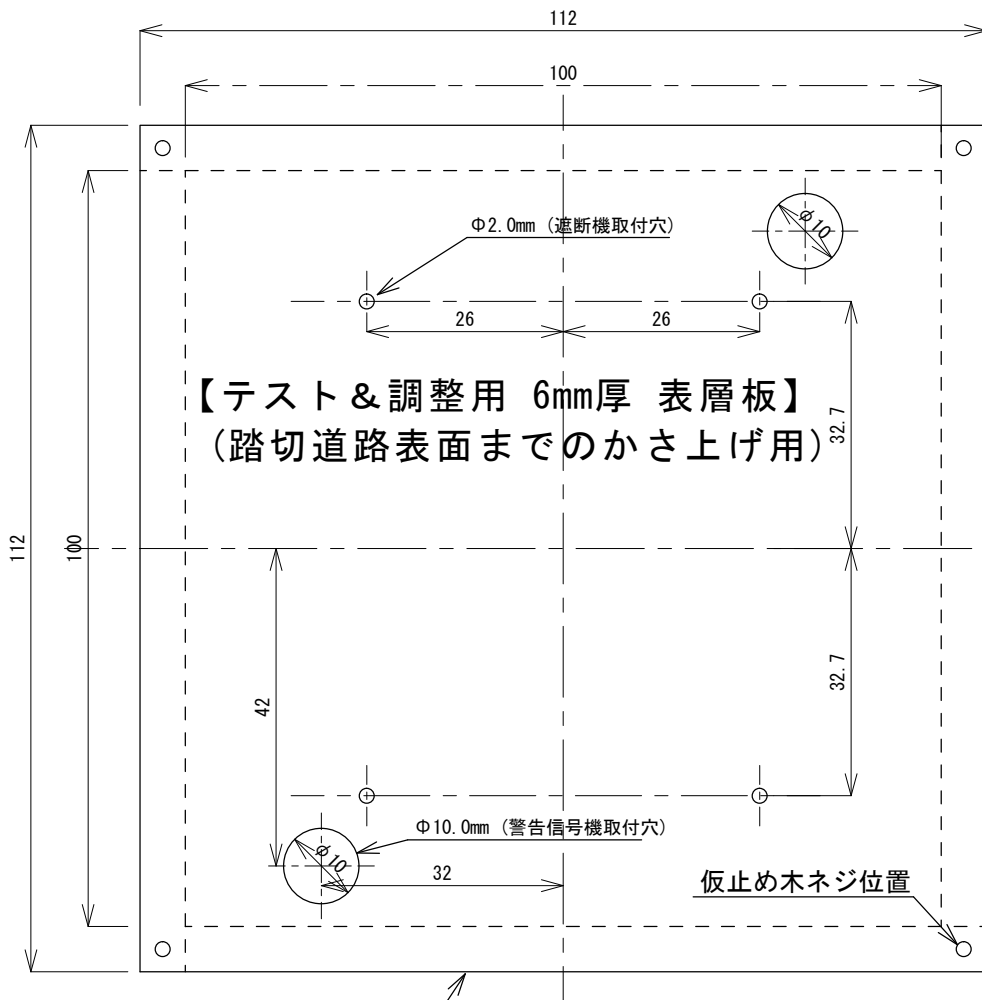 112
100
Φ2.0mm (遮断機取付穴)
φ10
26
26
【テスト＆調整用 6mm厚 表層板】
(踏切道路表面までのかさ上げ用)
32.7
112
100
32.7
42
Φ10.0mm (警告信号機取付穴)
φ10
32
仮止め木ネジ位置